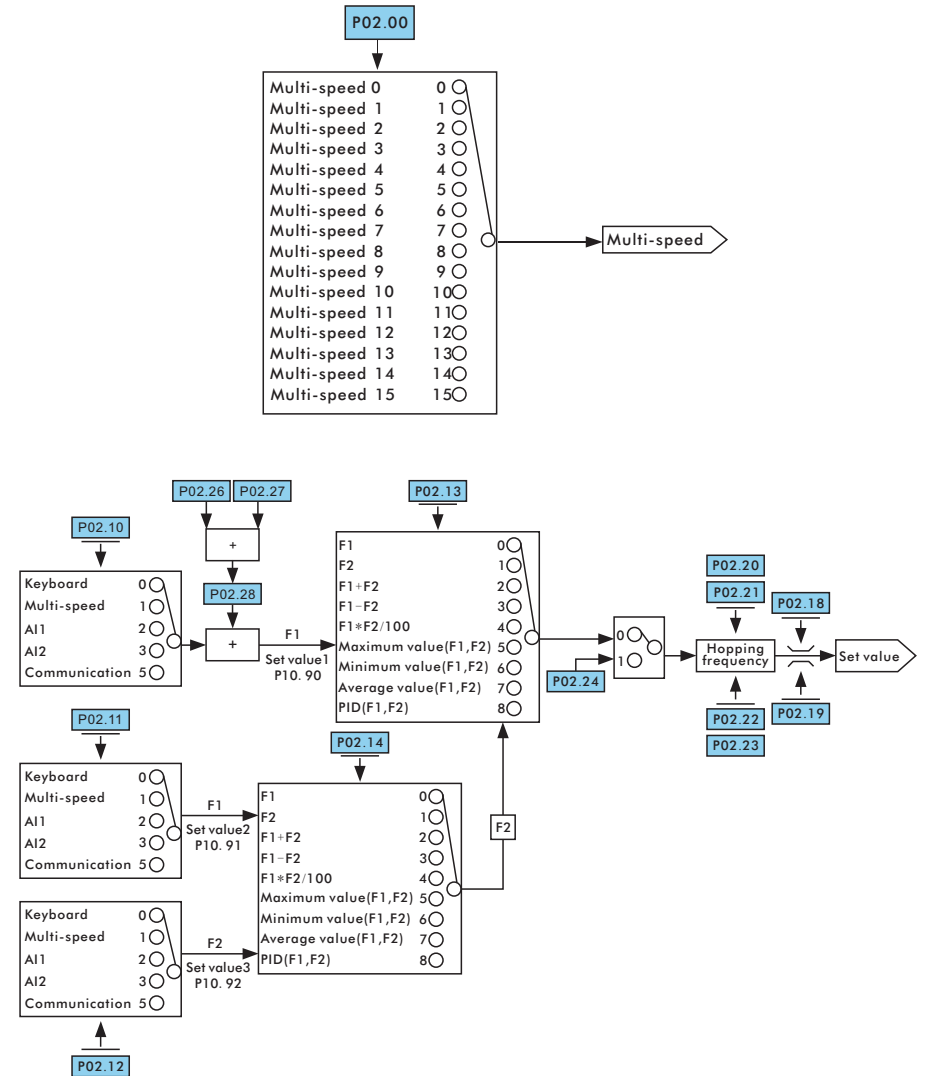 P02.00
Multi-speed 0 0
Multi-speed 1 1
Multi-speed 2 2
Multi-speed 3 3
Multi-speed 4 4
Multi-speed 5 5
Multi-speed 6 6
Multi-speed 7 7
Multi-speed 8 8
Multi-speed 9 9
Multi-speed 10 10
Multi-speed 11 11
Multi-speed 12 12
Multi-speed 13 13
Multi-speed 14 14
Multi-speed 15 15
Multi-speed
P02.10
Keyboard 0
Multi-speed 1
AI1 2
AI2 3
Communication 5
P02.26 P02.27
+
P02.28
+
F1
Set value1
P10.90
P02.13
F1 0
F2 1
F1+F2 2
F1-F2 3
F1*F2/100 4
Maximum value(F1,F2) 5
Minimum value(F1,F2) 6
Average value(F1,F2) 7
PID(F1,F2) 8
0
1
P02.24
P02.20
P02.21
Hopping
frequency
P02.22
P02.23
P02.18
P02.19
Set value
P02.11
Keyboard 0
Multi-speed 1
AI1 2
AI2 3
Communication 5
F1
Set value2
P10.91
P02.14
F1 0
F2 1
F1+F2 2
F1-F2 3
F1*F2/100 4
Maximum value(F1,F2) 5
Minimum value(F1,F2) 6
Average value(F1,F2) 7
PID(F1,F2) 8
F2
Keyboard 0
Multi-speed 1
AI1 2
AI2 3
Communication 5
F2
Set value3
P10.92
P02.12